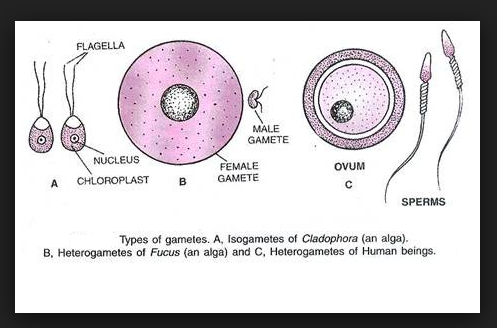 FLAGELLA
NUCLEUS
CHLOROPLAST
A
MALE
GAMETE
FEMALE
GAMETE
B
OVUM
C
SPERMS
Types of gametes. A, Isogametes of Cladophora (an alga).
B, Heterogametes of Fucus (an alga) and C, Heterogametes of Human beings.